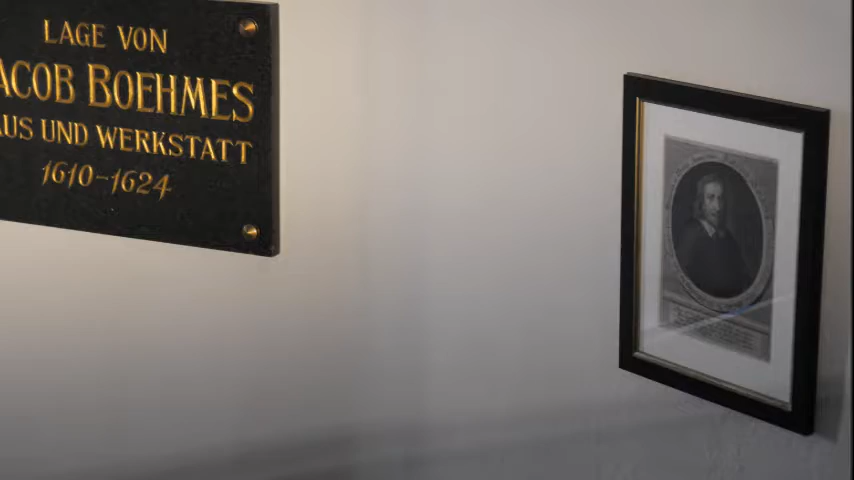 LAGE VON
ACOB BOEHMES
AUS UND WERKSTATT
1610-1624